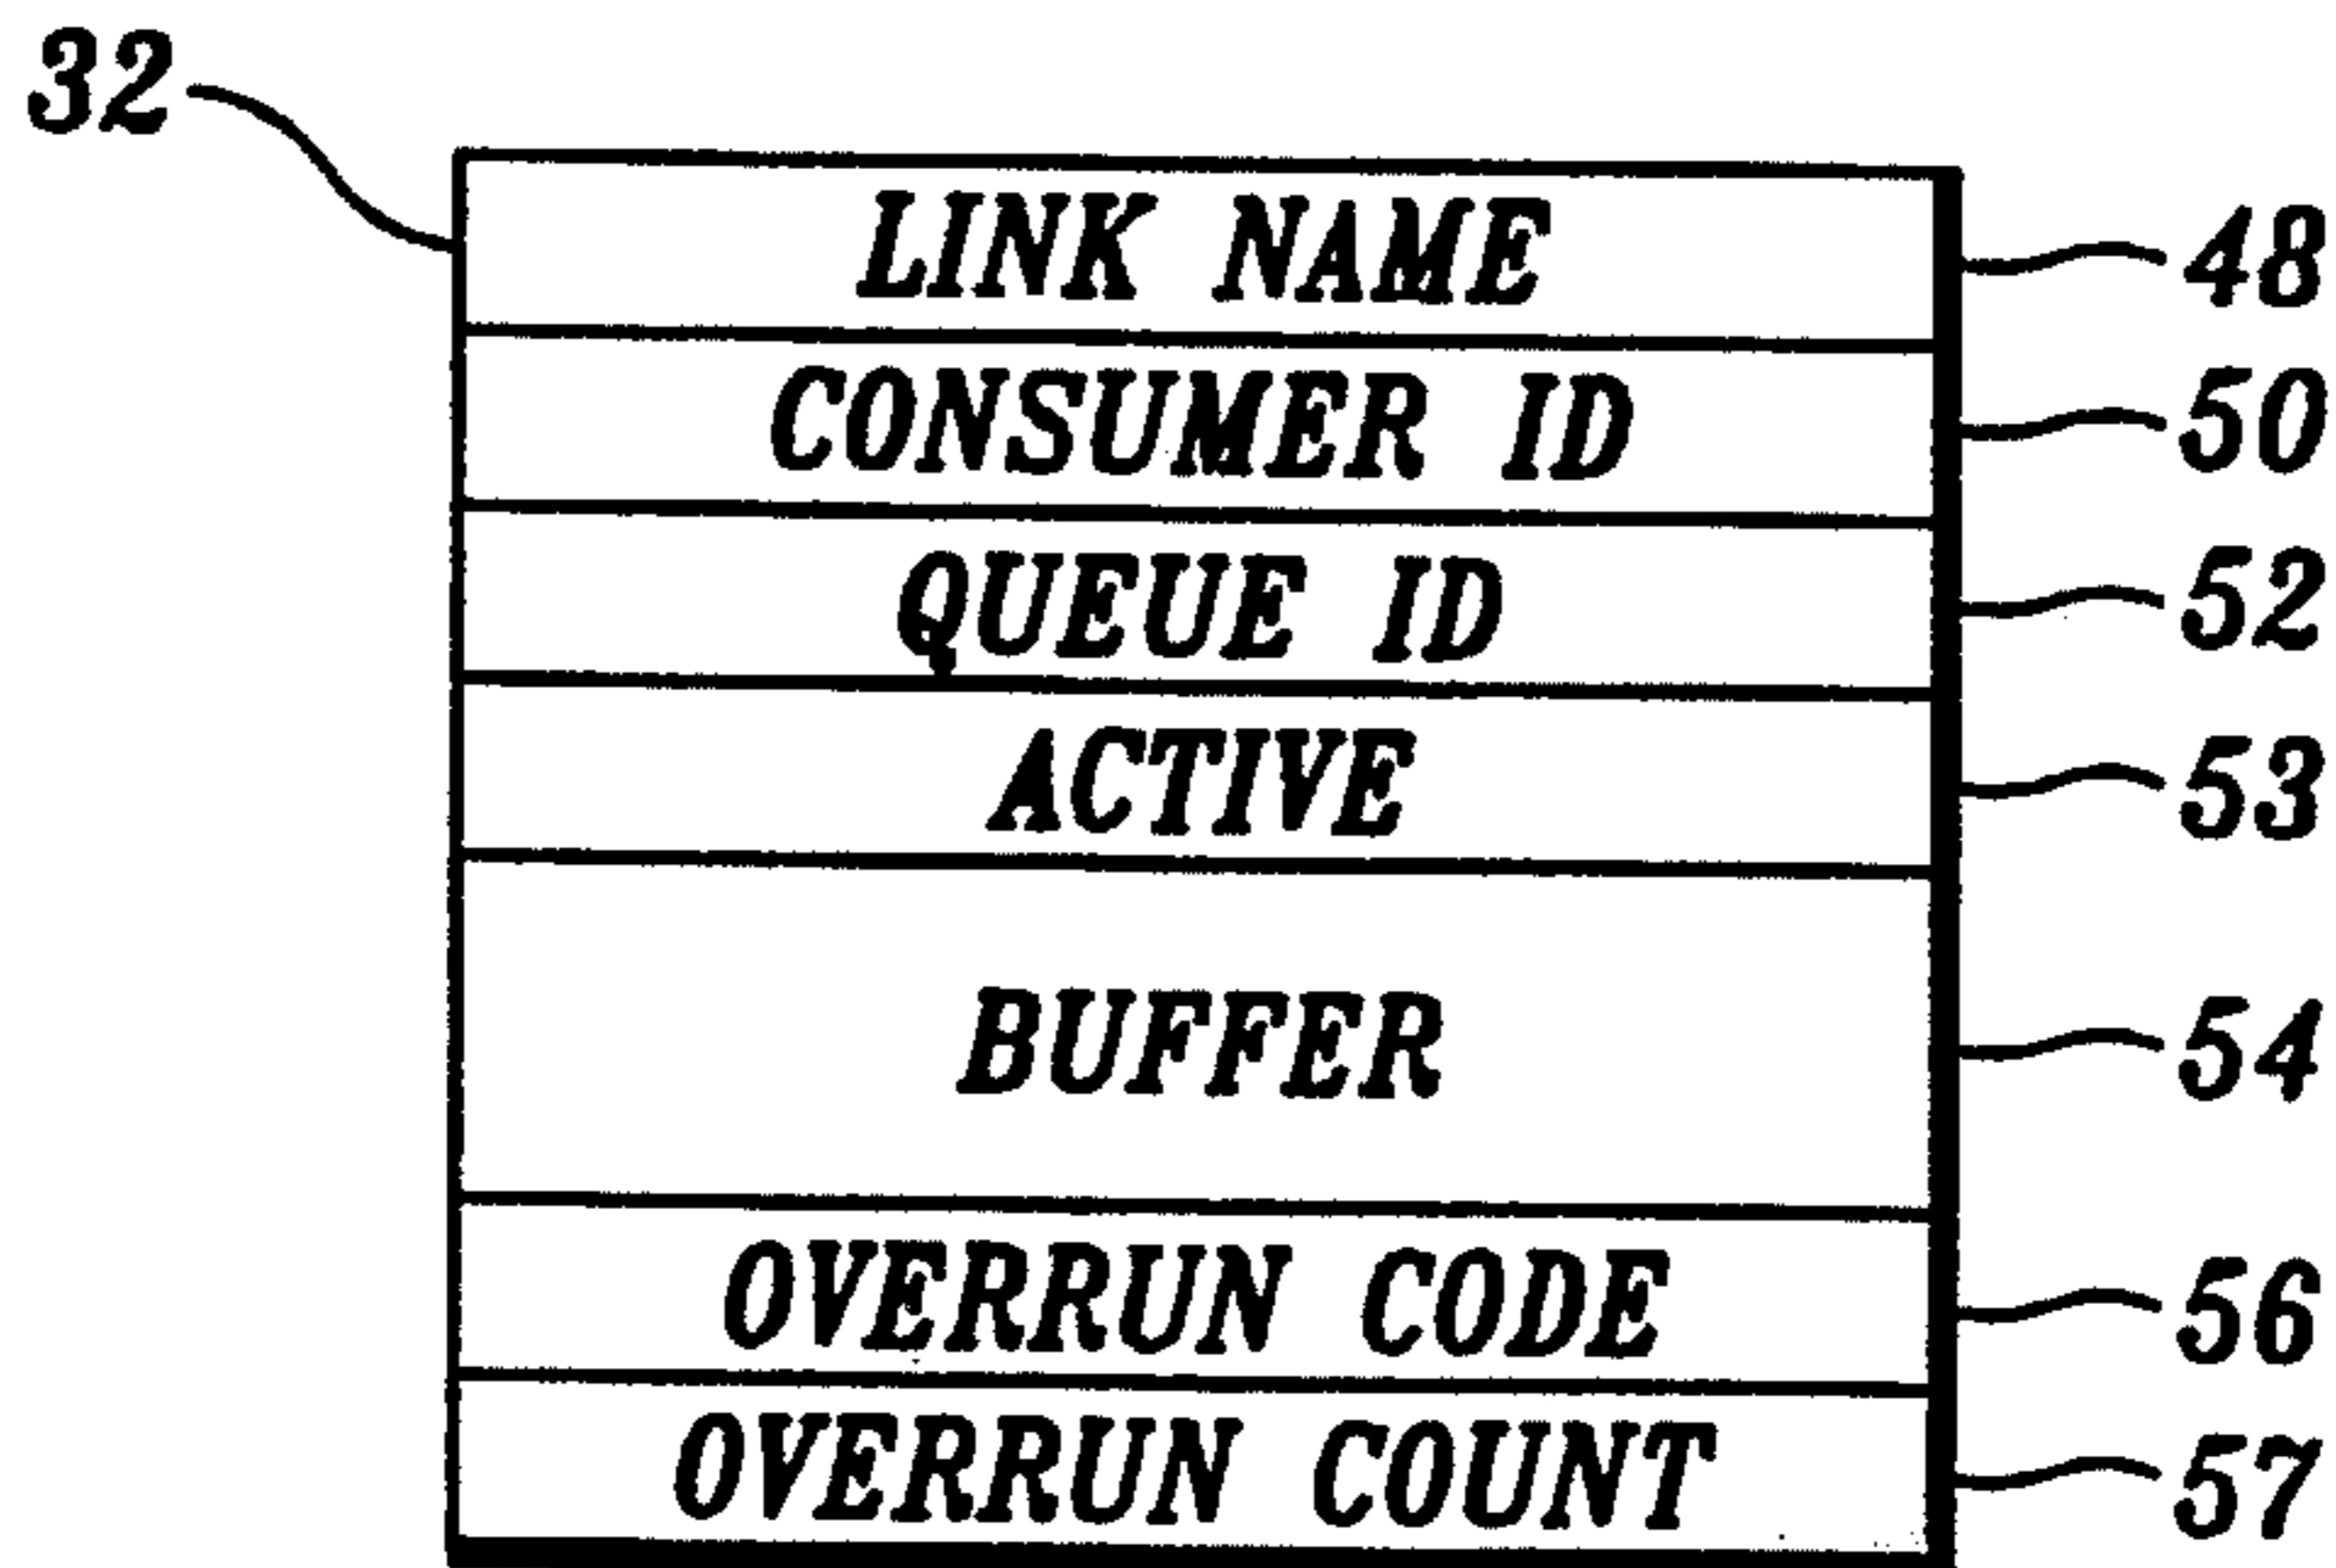 32
LINK NAME 48
CONSUMER ID 50
QUEUE ID 52
ACTIVE 53
BUFFER 54
OVERRUN CODE 56
OVERRUN COUNT 57